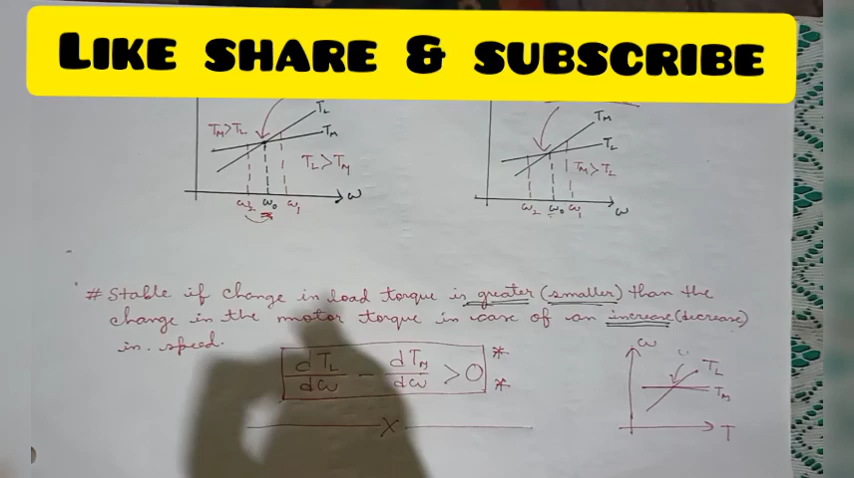 LIKE SHARE & SUBSCRIBE
TL
TM>TL
TM
TL>TM
ω2 ω0 ω1
ω
TM
TL
TM>TL
ω2 ω0 ω1
ω
# Stable if change in load torque is greater (smaller) than the
change in the motor torque in case of an increase (decrease)
in speed.
dTL/dω - dTM/dω > 0 *
*
X
ω
TL
TM
T